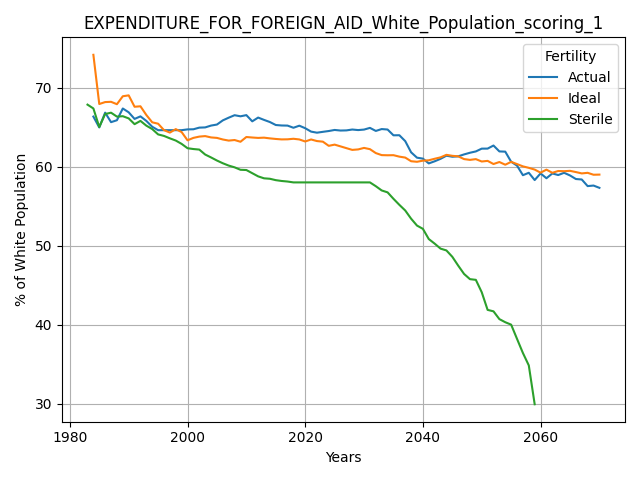 EXPENDITURE_FOR_FOREIGN_AID_White_Population_scoring_1
Fertility
Actual
Ideal
Sterile
% of White Population
70
60
50
40
30
1980
2000
2020
2040
2060
Years